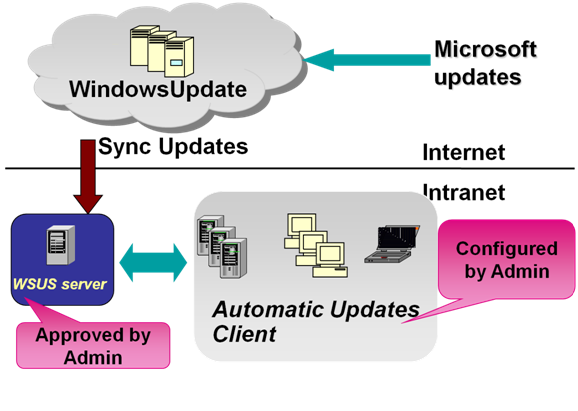 Microsoft
updates
WindowsUpdate
Sync Updates
Internet
Intranet
WSUS server
Configured
by Admin
Automatic Updates
Client
Approved by
Admin